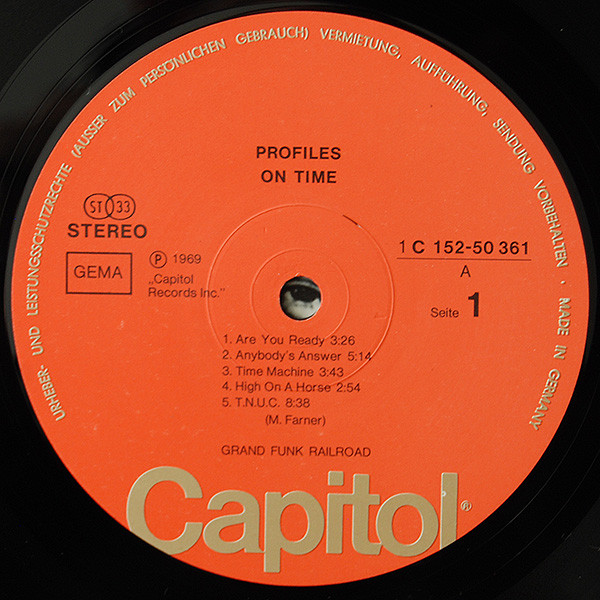 URHEBER- UND LEISTUNGSSCHUTZRECHTE (AUSSER ZUM PERSÖNLICHEN GEBRAUCH) VERMIETUNG, AUFFÜHRUNG, SENDUNG VORBEHALTEN · MADE IN GERMANY
PROFILES
ON TIME
ST 33
STEREO
GEMA
Ⓟ 1969
„Capitol
Records Inc."
1 C 152-50 361
A
Seite 1
1. Are You Ready 3:26
2. Anybody's Answer 5:14
3. Time Machine 3:43
4. High On A Horse 2:54
5. T.N.U.C. 8:38
(M. Farner)
GRAND FUNK RAILROAD
Capitol®